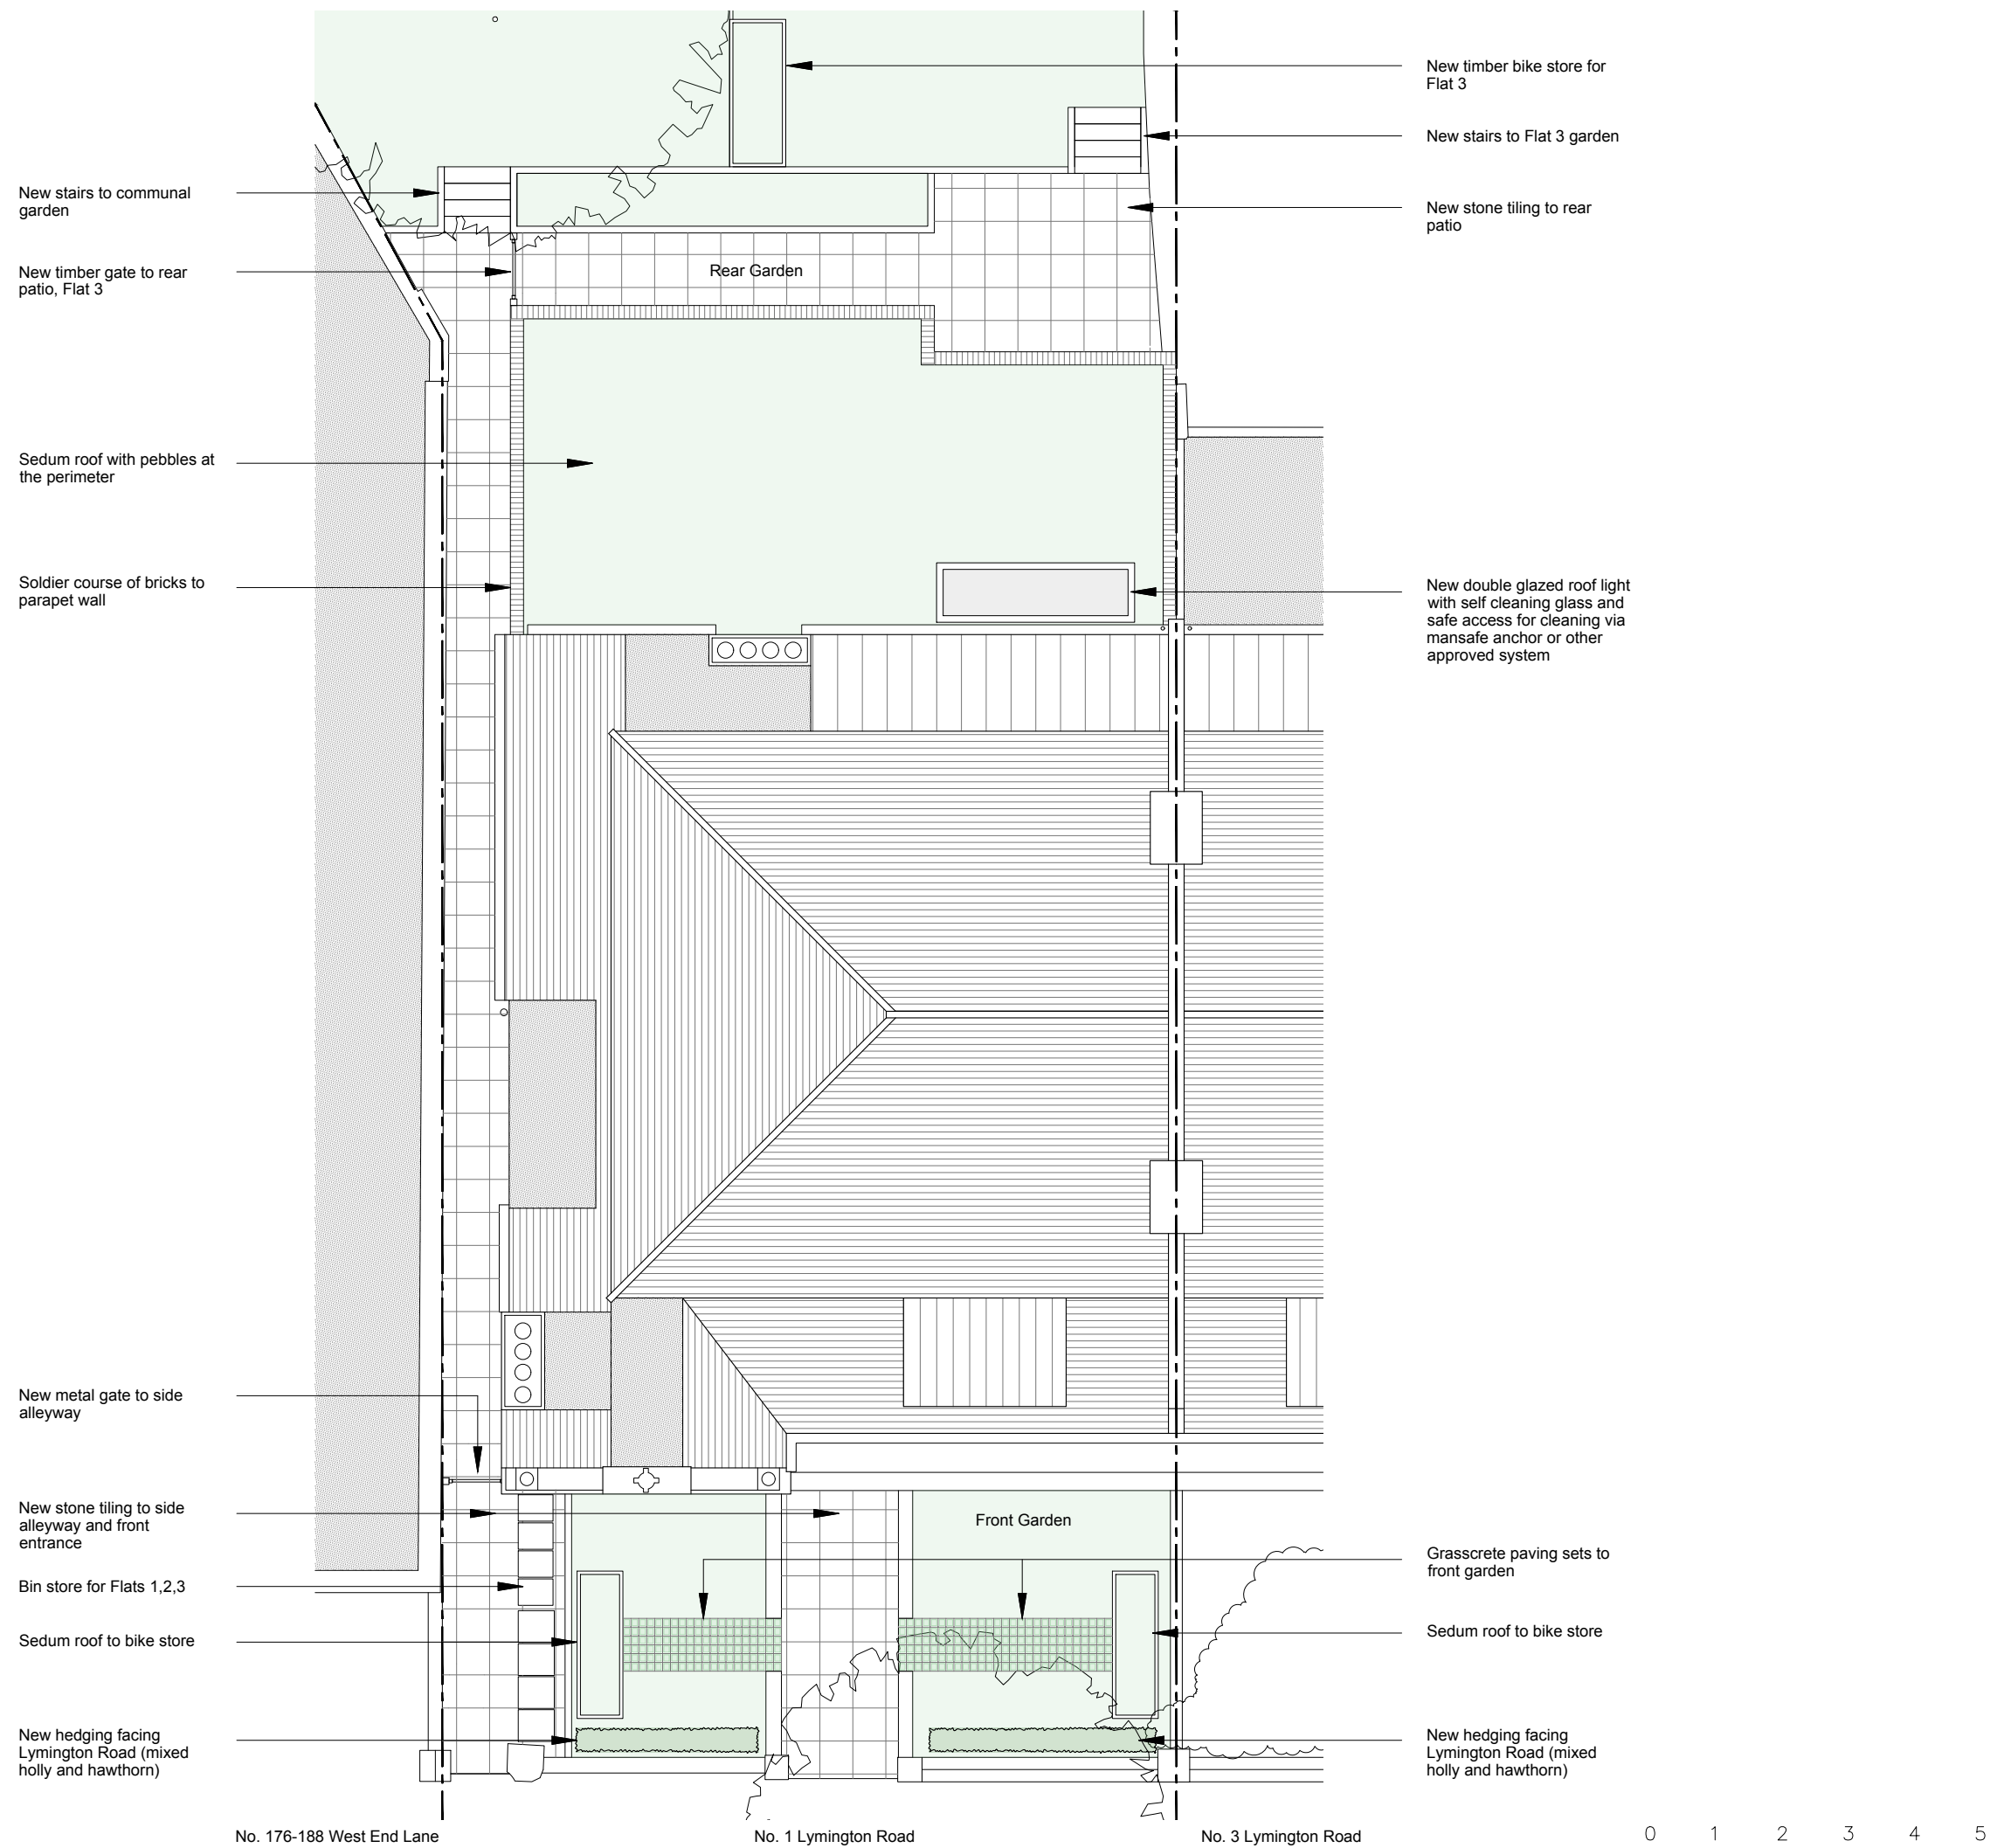 New timber bike store for
Flat 3
New stairs to Flat 3 garden
New stairs to communal
garden
New stone tiling to rear
patio
New timber gate to rear
patio, Flat 3
Rear Garden
Sedum roof with pebbles at
the perimeter
Soldier course of bricks to
parapet wall
New double glazed roof light
with self cleaning glass and
safe access for cleaning via
mansafe anchor or other
approved system
New metal gate to side
alleyway
New stone tiling to side
alleyway and front
entrance
Front Garden
Grasscrete paving sets to
front garden
Bin store for Flats 1,2,3
Sedum roof to bike store
Sedum roof to bike store
New hedging facing
Lymington Road (mixed
holly and hawthorn)
New hedging facing
Lymington Road (mixed
holly and hawthorn)
No. 176-188 West End Lane
No. 1 Lymington Road
No. 3 Lymington Road
0 1 2 3 4 5